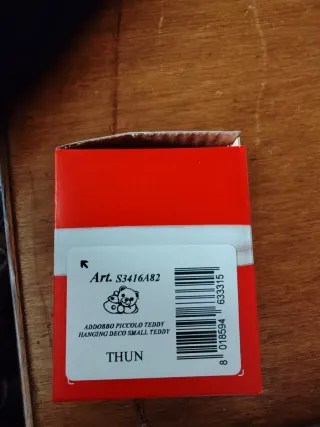 Art. S3416A82
ADDOBBO PICCOLO TEDDY
HANGING DECO SMALL TEDDY
THUN
8 018594 633315